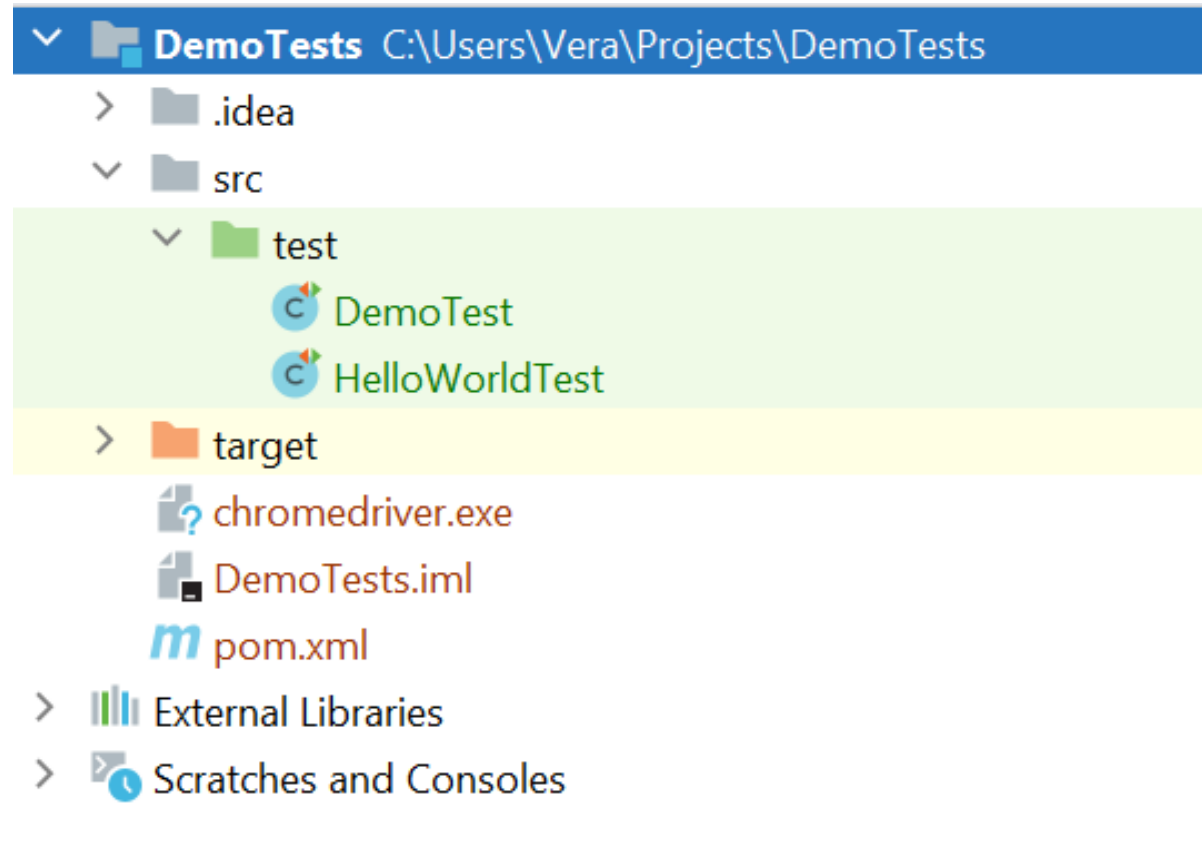 DemoTests C:\Users\Vera\Projects\DemoTests
.idea
src
test
DemoTest
HelloWorldTest
target
chromedriver.exe
DemoTests.iml
pom.xml
External Libraries
Scratches and Consoles